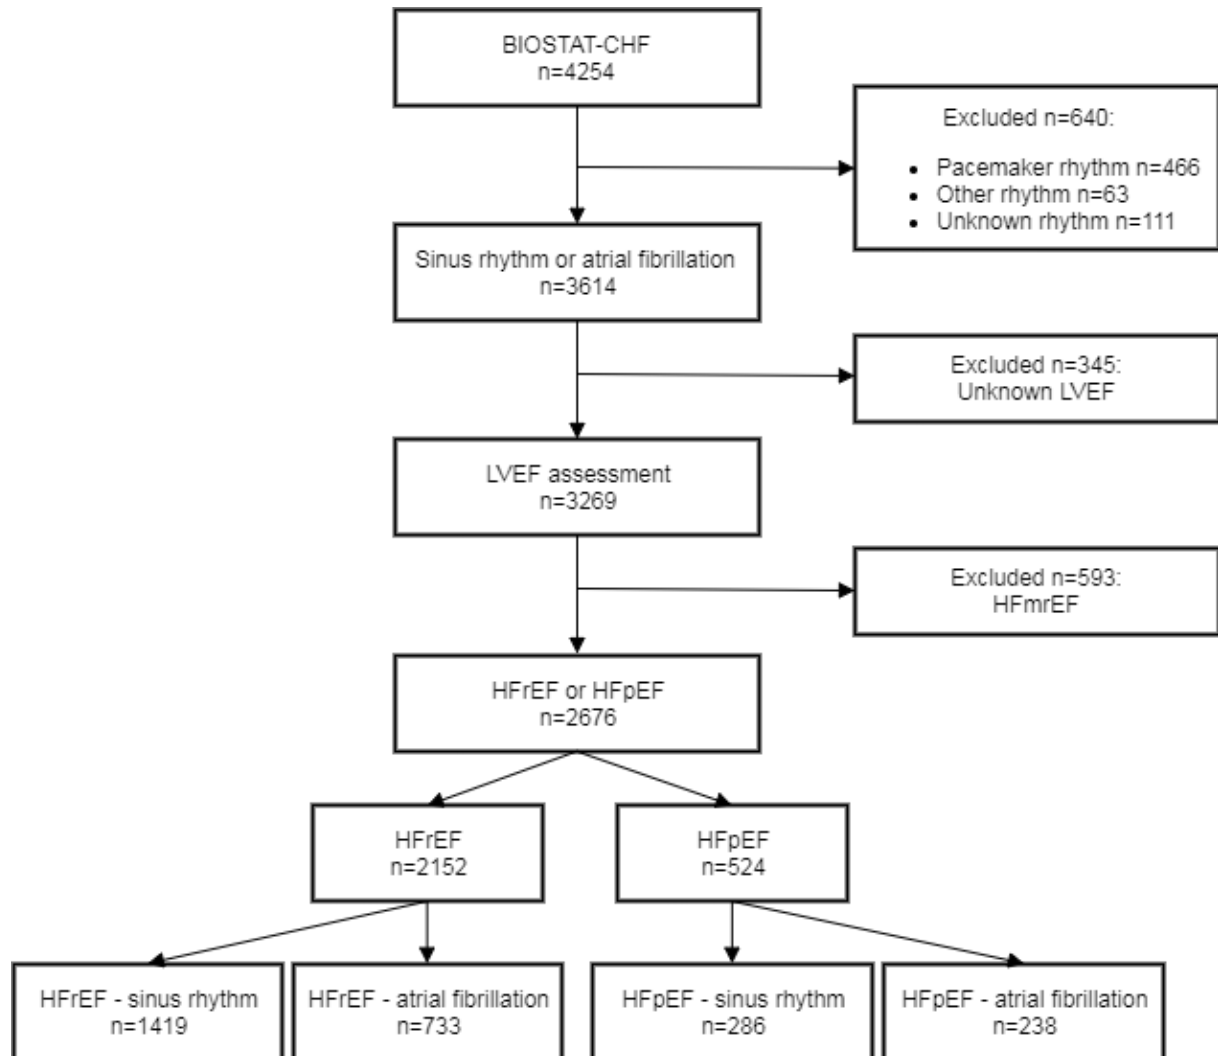 BIOSTAT-CHF
n=4254
Excluded n=640:
• Pacemaker rhythm n=466
• Other rhythm n=63
• Unknown rhythm n=111
Sinus rhythm or atrial fibrillation
n=3614
Excluded n=345:
Unknown LVEF
LVEF assessment
n=3269
Excluded n=593:
HFmrEF
HFrEF or HFpEF
n=2676
HFrEF
n=2152
HFpEF
n=524
HFrEF - sinus rhythm
n=1419
HFrEF - atrial fibrillation
n=733
HFpEF - sinus rhythm
n=286
HFpEF - atrial fibrillation
n=238